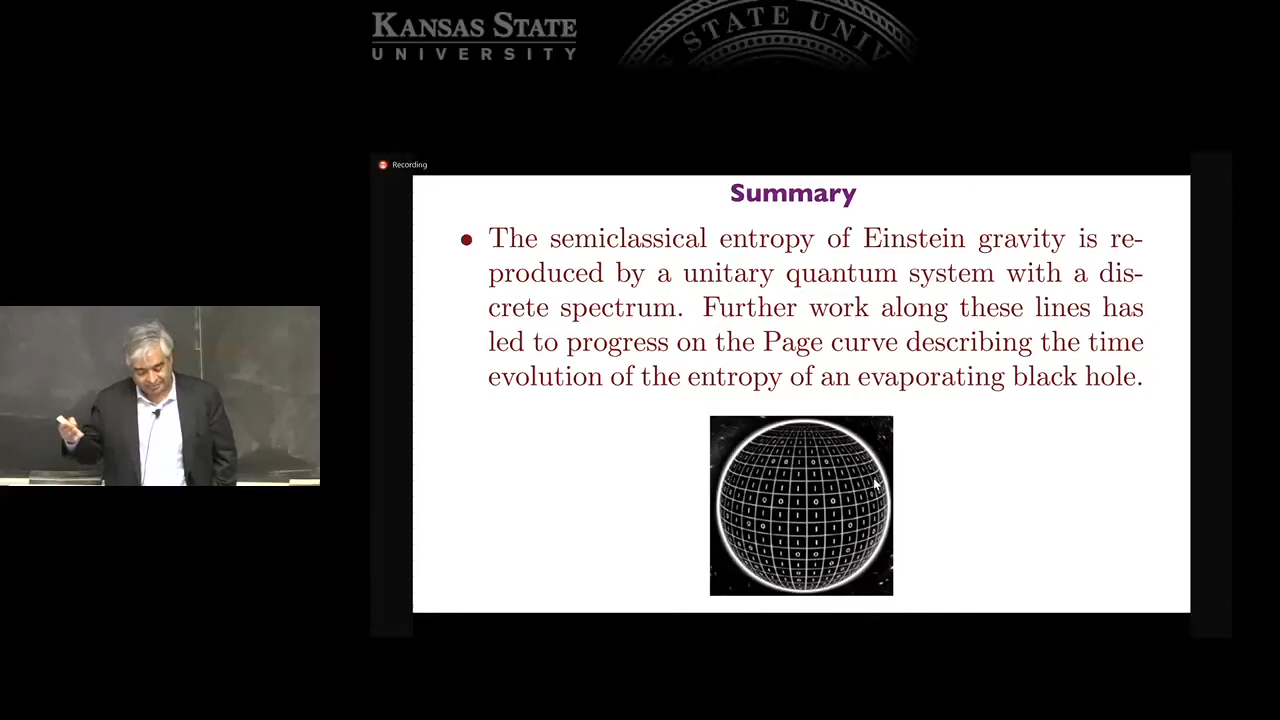 KANSAS STATE
UNIVERSITY
STATE UNIV
Recording
Summary
• The semiclassical entropy of Einstein gravity is re-
produced by a unitary quantum system with a dis-
crete spectrum. Further work along these lines has
led to progress on the Page curve describing the time
evolution of the entropy of an evaporating black hole.